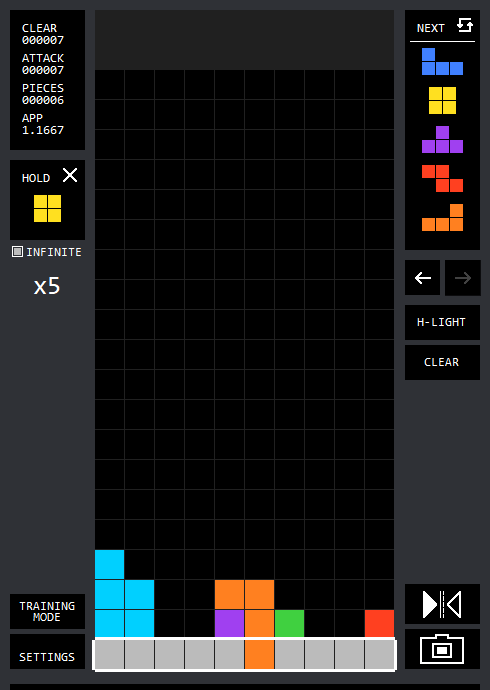 CLEAR
000007
ATTACK
000007
PIECES
000006
APP
1.1667
HOLD
INFINITE
x5
NEXT
H-LIGHT
CLEAR
TRAINING
MODE
SETTINGS